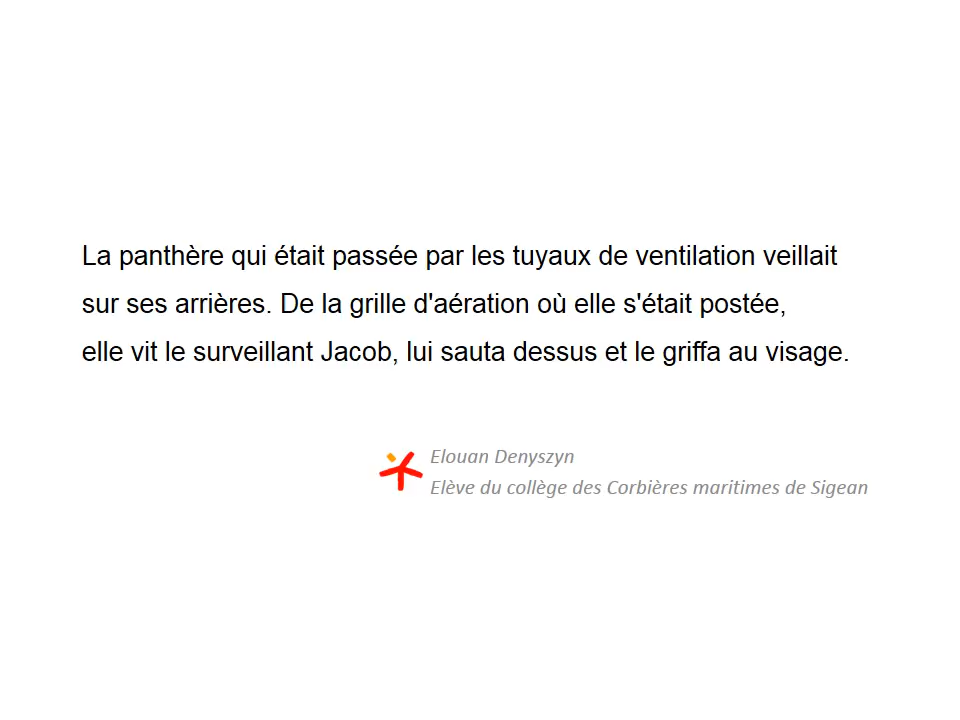 La panthère qui était passée par les tuyaux de ventilation veillait
sur ses arrières. De la grille d'aération où elle s'était postée,
elle vit le surveillant Jacob, lui sauta dessus et le griffa au visage.
Elouan Denyszyn
Elève du collège des Corbières maritimes de Sigean